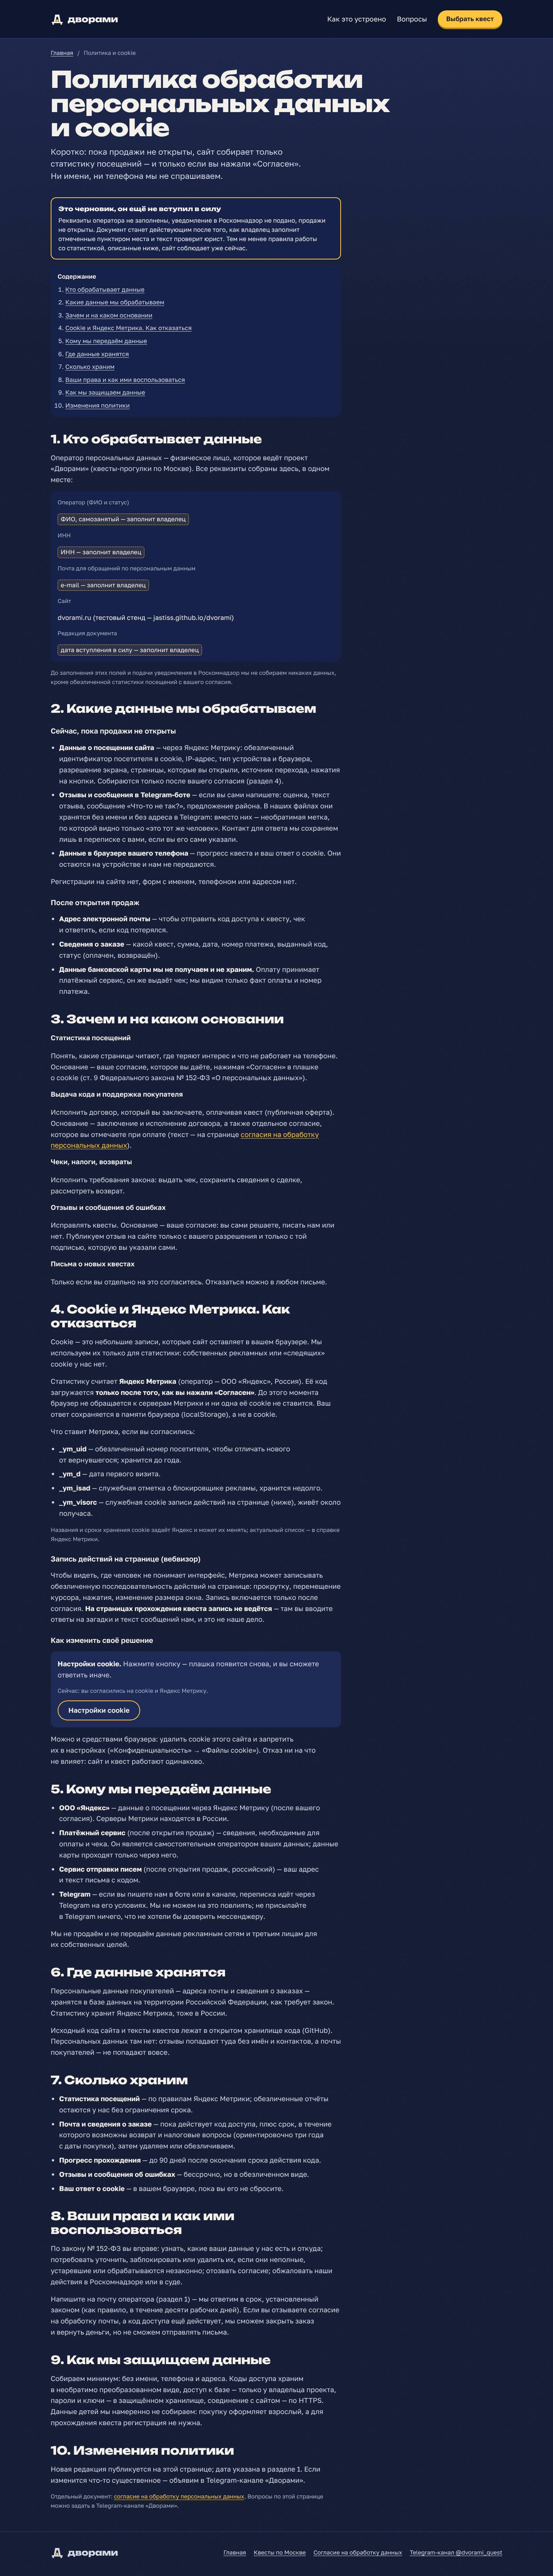 дворами
Как это устроено
Вопросы
Выбрать квест
Главная / Политика и cookie
Политика обработки
персональных данных
и cookie
Коротко: пока продажи не открыты, сайт собирает только
статистику посещений — и только если вы нажали «Согласен».
Ни имени, ни телефона мы не спрашиваем.
Это черновик, он ещё не вступил в силу
Реквизиты оператора не заполнены, уведомление в Роскомнадзор не подано, продажи
не открыты. Документ станет действующим после того, как владелец заполнит
отмеченные пунктиром места и текст проверит юрист. Тем не менее правила работы
со статистикой, описанные ниже, сайт соблюдает уже сейчас.
Содержание
1. Кто обрабатывает данные
2. Какие данные мы обрабатываем
3. Зачем и на каком основании
4. Cookie и Яндекс Метрика. Как отказаться
5. Кому мы передаём данные
6. Где данные хранятся
7. Сколько храним
8. Ваши права и как ими воспользоваться
9. Как мы защищаем данные
10. Изменения политики
1. Кто обрабатывает данные
Оператор персональных данных — физическое лицо, которое ведёт проект
«Дворами» (квесты-прогулки по Москве). Все реквизиты собраны здесь, в одном
месте:
Оператор (ФИО и статус)
ФИО, самозанятый — заполнит владелец
ИНН
ИНН — заполнит владелец
Почта для обращений по персональным данным
e-mail — заполнит владелец
Сайт
dvorami.ru (тестовый стенд — jastiss.github.io/dvorami)
Редакция документа
дата вступления в силу — заполнит владелец
До заполнения этих полей и подачи уведомления в Роскомнадзор мы не собираем никаких данных,
кроме обезличенной статистики посещений с вашего согласия.
2. Какие данные мы обрабатываем
Сейчас, пока продажи не открыты
• Данные о посещении сайта — через Яндекс Метрику: обезличенный
идентификатор посетителя в cookie, IP-адрес, тип устройства и браузера,
разрешение экрана, страницы, которые вы открыли, источник перехода, нажатия
на кнопки. Собираются только после вашего согласия (раздел 4).
• Отзывы и сообщения в Telegram-боте — если вы сами напишете: оценка, текст
отзыва, сообщение «Что-то не так?», предложение района. В наших файлах они
хранятся без имени и без адреса в Telegram: вместо них — необратимая метка,
по которой видно только «это тот же человек». Контакт для ответа мы сохраняем
лишь в переписке с вами, если вы его сами указали.
• Данные в браузере вашего телефона — прогресс квеста и ваш ответ о cookie. Они
остаются на устройстве и нам не передаются.
Регистрации на сайте нет, форм с именем, телефоном или адресом нет.
После открытия продаж
• Адрес электронной почты — чтобы отправить код доступа к квесту, чек
и ответить, если код потерялся.
• Сведения о заказе — какой квест, сумма, дата, номер платежа, выданный код,
статус (оплачен, возвращён).
• Данные банковской карты мы не получаем и не храним. Оплату принимает
платёжный сервис, он же выдаёт чек; мы видим только факт оплаты и номер
платежа.
3. Зачем и на каком основании
Статистика посещений
Понять, какие страницы читают, где теряют интерес и что не работает на телефоне.
Основание — ваше согласие, которое вы даёте, нажимая «Согласен» в плашке
о cookie (ст. 9 Федерального закона № 152-ФЗ «О персональных данных»).
Выдача кода и поддержка покупателя
Исполнить договор, который вы заключаете, оплачивая квест (публичная оферта).
Основание — заключение и исполнение договора, а также отдельное согласие,
которое вы отмечаете при оплате (текст — на странице согласия на обработку
персональных данных).
Чеки, налоги, возвраты
Исполнить требования закона: выдать чек, сохранить сведения о сделке,
рассмотреть возврат.
Отзывы и сообщения об ошибках
Исправлять квесты. Основание — ваше согласие: вы сами решаете, писать нам или
нет. Публикуем отзыв на сайте только с вашего разрешения и только с той
подписью, которую вы указали сами.
Письма о новых квестах
Только если вы отдельно на это согласитесь. Отказаться можно в любом письме.
4. Cookie и Яндекс Метрика. Как
отказаться
Cookie — это небольшие записи, которые сайт оставляет в вашем браузере. Мы
используем их только для статистики: собственных рекламных или «следящих»
cookie у нас нет.
Статистику считает Яндекс Метрика (оператор — ООО «Яндекс», Россия). Её код
загружается только после того, как вы нажали «Согласен». До этого момента
браузер не обращается к серверам Метрики и ни одна её cookie не ставится. Ваш
ответ сохраняется в памяти браузера (localStorage), а не в cookie.
Что ставит Метрика, если вы согласились:
• _ym_uid — обезличенный номер посетителя, чтобы отличать нового
от вернувшегося; хранится до года.
• _ym_d — дата первого визита.
• _ym_isad — служебная отметка о блокировщике рекламы, хранится недолго.
• _ym_visorc — служебная cookie записи действий на странице (ниже), живёт около
получаса.
Названия и сроки хранения cookie задаёт Яндекс и может их менять; актуальный список — в справке
Яндекс Метрики.
Запись действий на странице (вебвизор)
Чтобы видеть, где человек не понимает интерфейс, Метрика может записывать
обезличенную последовательность действий на странице: прокрутку, перемещение
курсора, нажатия, изменение размера окна. Запись включается только после
согласия. На страницах прохождения квеста запись не ведётся — там вы вводите
ответы на загадки и текст сообщений нам, и это не наше дело.
Как изменить своё решение
Настройки cookie. Нажмите кнопку — плашка появится снова, и вы сможете
ответить иначе.
Сейчас: вы согласились на cookie и Яндекс Метрику.
Настройки cookie
Можно и средствами браузера: удалить cookie этого сайта и запретить
их в настройках («Конфиденциальность» → «Файлы cookie»). Отказ ни на что
не влияет: сайт и квест работают одинаково.
5. Кому мы передаём данные
• ООО «Яндекс» — данные о посещении через Яндекс Метрику (после вашего
согласия). Серверы Метрики находятся в России.
• Платёжный сервис (после открытия продаж) — сведения, необходимые для
оплаты и чека. Он является самостоятельным оператором ваших данных; данные
карты проходят только через него.
• Сервис отправки писем (после открытия продаж, российский) — ваш адрес
и текст письма с кодом.
• Telegram — если вы пишете нам в боте или в канале, переписка идёт через
Telegram на его условиях. Мы не можем на это повлиять; не присылайте
в Telegram ничего, что не хотели бы доверить мессенджеру.
Мы не продаём и не передаём данные рекламным сетям и третьим лицам для
их собственных целей.
6. Где данные хранятся
Персональные данные покупателей — адреса почты и сведения о заказах —
хранятся в базе данных на территории Российской Федерации, как требует закон.
Статистику хранит Яндекс Метрика, тоже в России.
Исходный код сайта и тексты квестов лежат в открытом хранилище кода (GitHub).
Персональных данных там нет: отзывы попадают туда без имён и контактов, а почты
покупателей — не попадают вовсе.
7. Сколько храним
• Статистика посещений — по правилам Яндекс Метрики; обезличенные отчёты
остаются у нас без ограничения срока.
• Почта и сведения о заказе — пока действует код доступа, плюс срок, в течение
которого возможны возврат и налоговые вопросы (ориентировочно три года
с даты покупки), затем удаляем или обезличиваем.
• Прогресс прохождения — до 90 дней после окончания срока действия кода.
• Отзывы и сообщения об ошибках — бессрочно, но в обезличенном виде.
• Ваш ответ о cookie — в вашем браузере, пока вы его не сбросите.
8. Ваши права и как ими
воспользоваться
По закону № 152-ФЗ вы вправе: узнать, какие ваши данные у нас есть и откуда;
потребовать уточнить, заблокировать или удалить их, если они неполные,
устаревшие или обрабатываются незаконно; отозвать согласие; обжаловать наши
действия в Роскомнадзоре или в суде.
Напишите на почту оператора (раздел 1) — мы ответим в срок, установленный
законом (как правило, в течение десяти рабочих дней). Если вы отзываете согласие
на обработку почты, а код доступа ещё действует, мы сможем закрыть заказ
и вернуть деньги, но не сможем отправлять письма.
9. Как мы защищаем данные
Собираем минимум: без имени, телефона и адреса. Коды доступа храним
в необратимо преобразованном виде, доступ к базе — только у владельца проекта,
пароли и ключи — в защищённом хранилище, соединение с сайтом — по HTTPS.
Данные детей мы намеренно не собираем: покупку оформляет взрослый, а для
прохождения квеста регистрация не нужна.
10. Изменения политики
Новая редакция публикуется на этой странице; дата указана в разделе 1. Если
изменится что-то существенное — объявим в Telegram-канале «Дворами».
Отдельный документ: согласие на обработку персональных данных. Вопросы по этой странице
можно задать в Telegram-канале «Дворами».
дворами
Главная
Квесты по Москве
Согласие на обработку данных
Telegram-канал @dvorami_quest